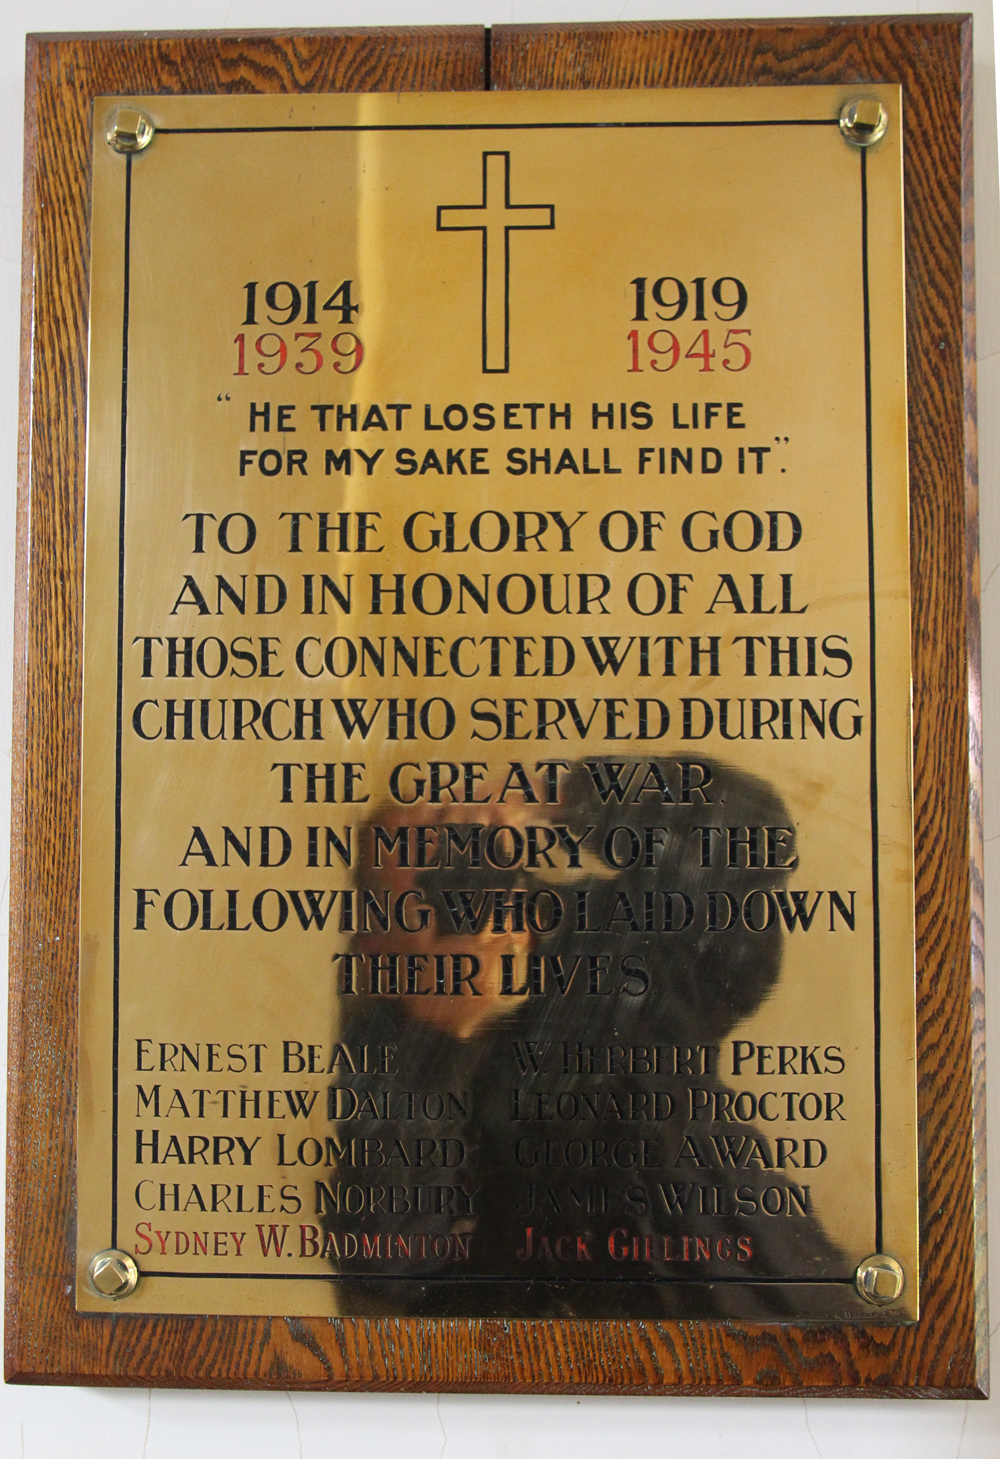 1914 1919
1939 1945
“ HE THAT LOSETH HIS LIFE
FOR MY SAKE SHALL FIND IT”.
TO THE GLORY OF GOD
AND IN HONOUR OF ALL
THOSE CONNECTED WITH THIS
CHURCH WHO SERVED DURING
THE GREAT WAR.
AND IN MEMORY OF THE
FOLLOWING WHO LAID DOWN
THEIR LIVES.
ERNEST BEALE W. HERBERT PERKS
MATTHEW DALTON LEONARD PROCTOR
HARRY LOMBARD GEORGE A. WARD
CHARLES NORBURY JAMES WILSON
SYDNEY W. BADMINTON JACK GILLINGS